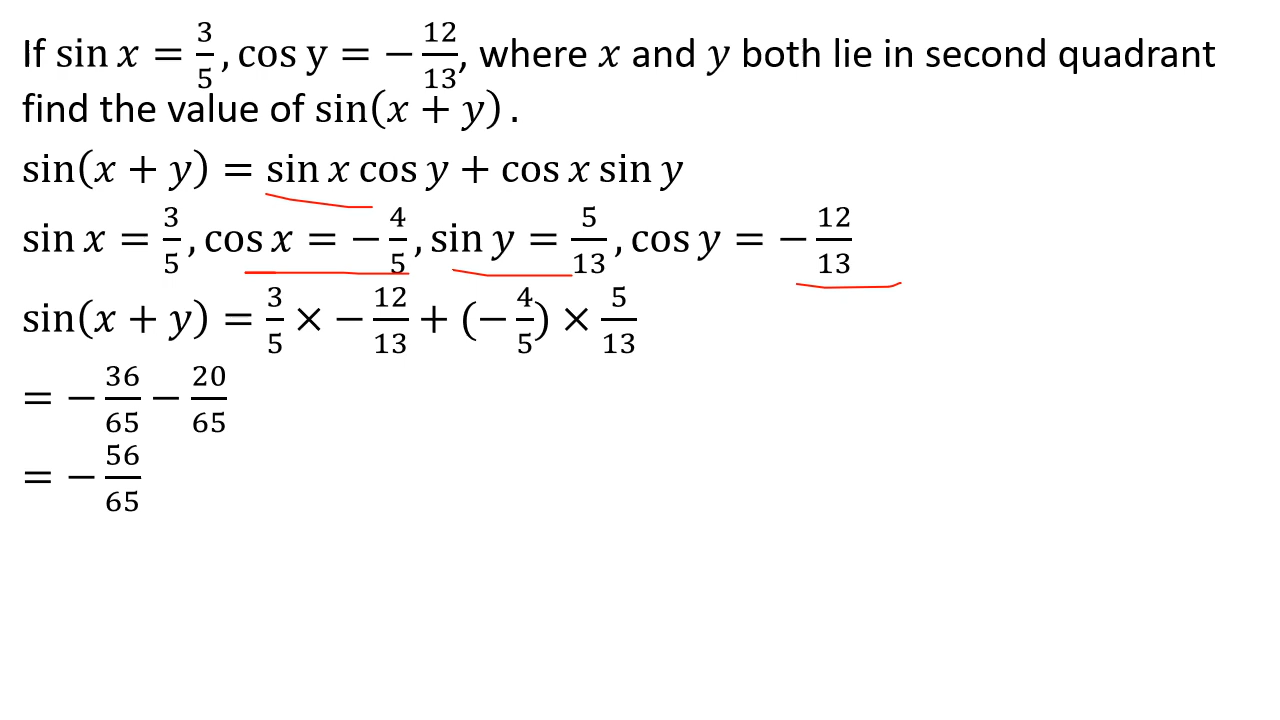 If sin x = 3/5, cos y = −12/13, where x and y both lie in second quadrant
find the value of sin(x + y) .
sin(x + y) = sin x cos y + cos x sin y
sin x = 3/5, cos x = −4/5, sin y = 5/13, cos y = −12/13
sin(x + y) = 3/5 × −12/13 + (−4/5) × 5/13
= −36/65 − 20/65
= −56/65